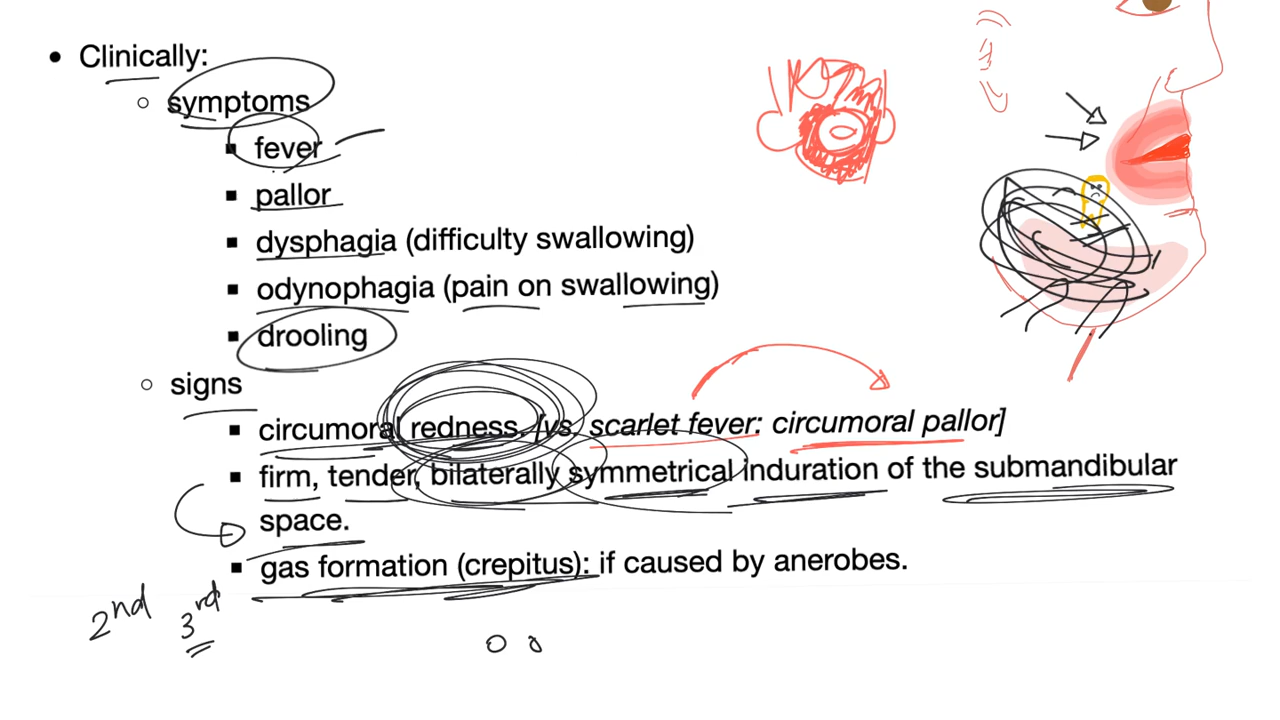 • Clinically:
○ symptoms
▪ fever
▪ pallor
▪ dysphagia (difficulty swallowing)
▪ odynophagia (pain on swallowing)
▪ drooling
○ signs
▪ circumoral redness, [vs. scarlet fever: circumoral pallor]
▪ firm, tender, bilaterally symmetrical induration of the submandibular
space.
▪ gas formation (crepitus): if caused by anerobes.
2nd 3rd